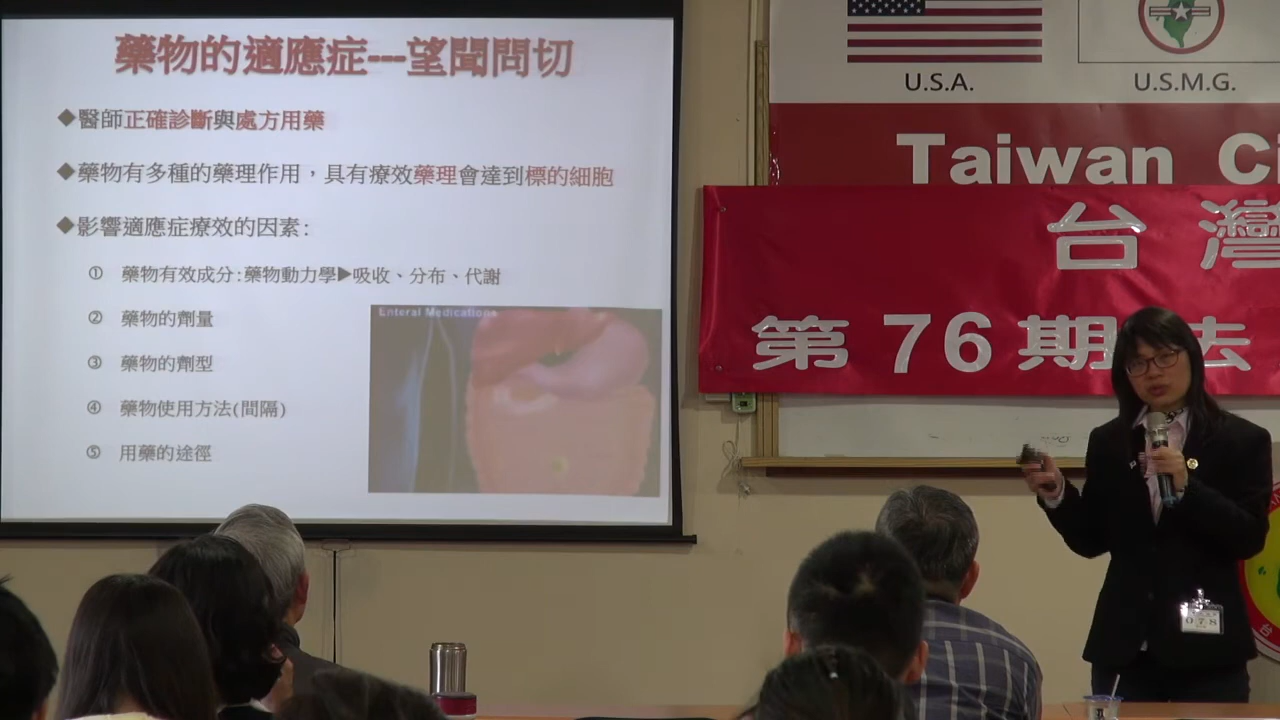 藥物的適應症---望聞問切
◆醫師正確診斷與處方用藥
◆藥物有多種的藥理作用，具有療效藥理會達到標的細胞
◆影響適應症療效的因素:
① 藥物有效成分:藥物動力學▶吸收、分布、代謝
② 藥物的劑量
③ 藥物的劑型
④ 藥物使用方法(間隔)
⑤ 用藥的途徑
Enteral Medications
U.S.A.
U.S.M.G.
Taiwan Ci
台灣
第76期法
078
台